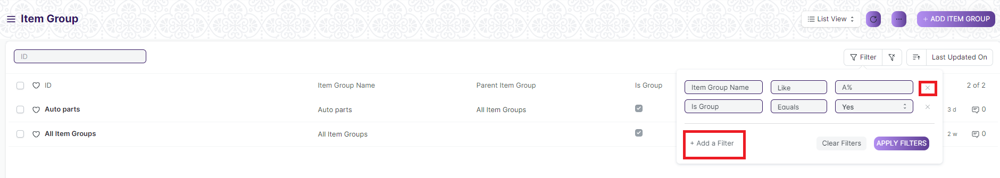 Item Group
List View
+ ADD ITEM GROUP
ID
Filter
Last Updated On
ID Item Group Name Parent Item Group Is Group 2 of 2
Auto parts Auto parts All Item Groups 3 d 0
All Item Groups All Item Groups 2 w 0
Item Group Name Like A%
Is Group Equals Yes
+ Add a Filter Clear Filters APPLY FILTERS